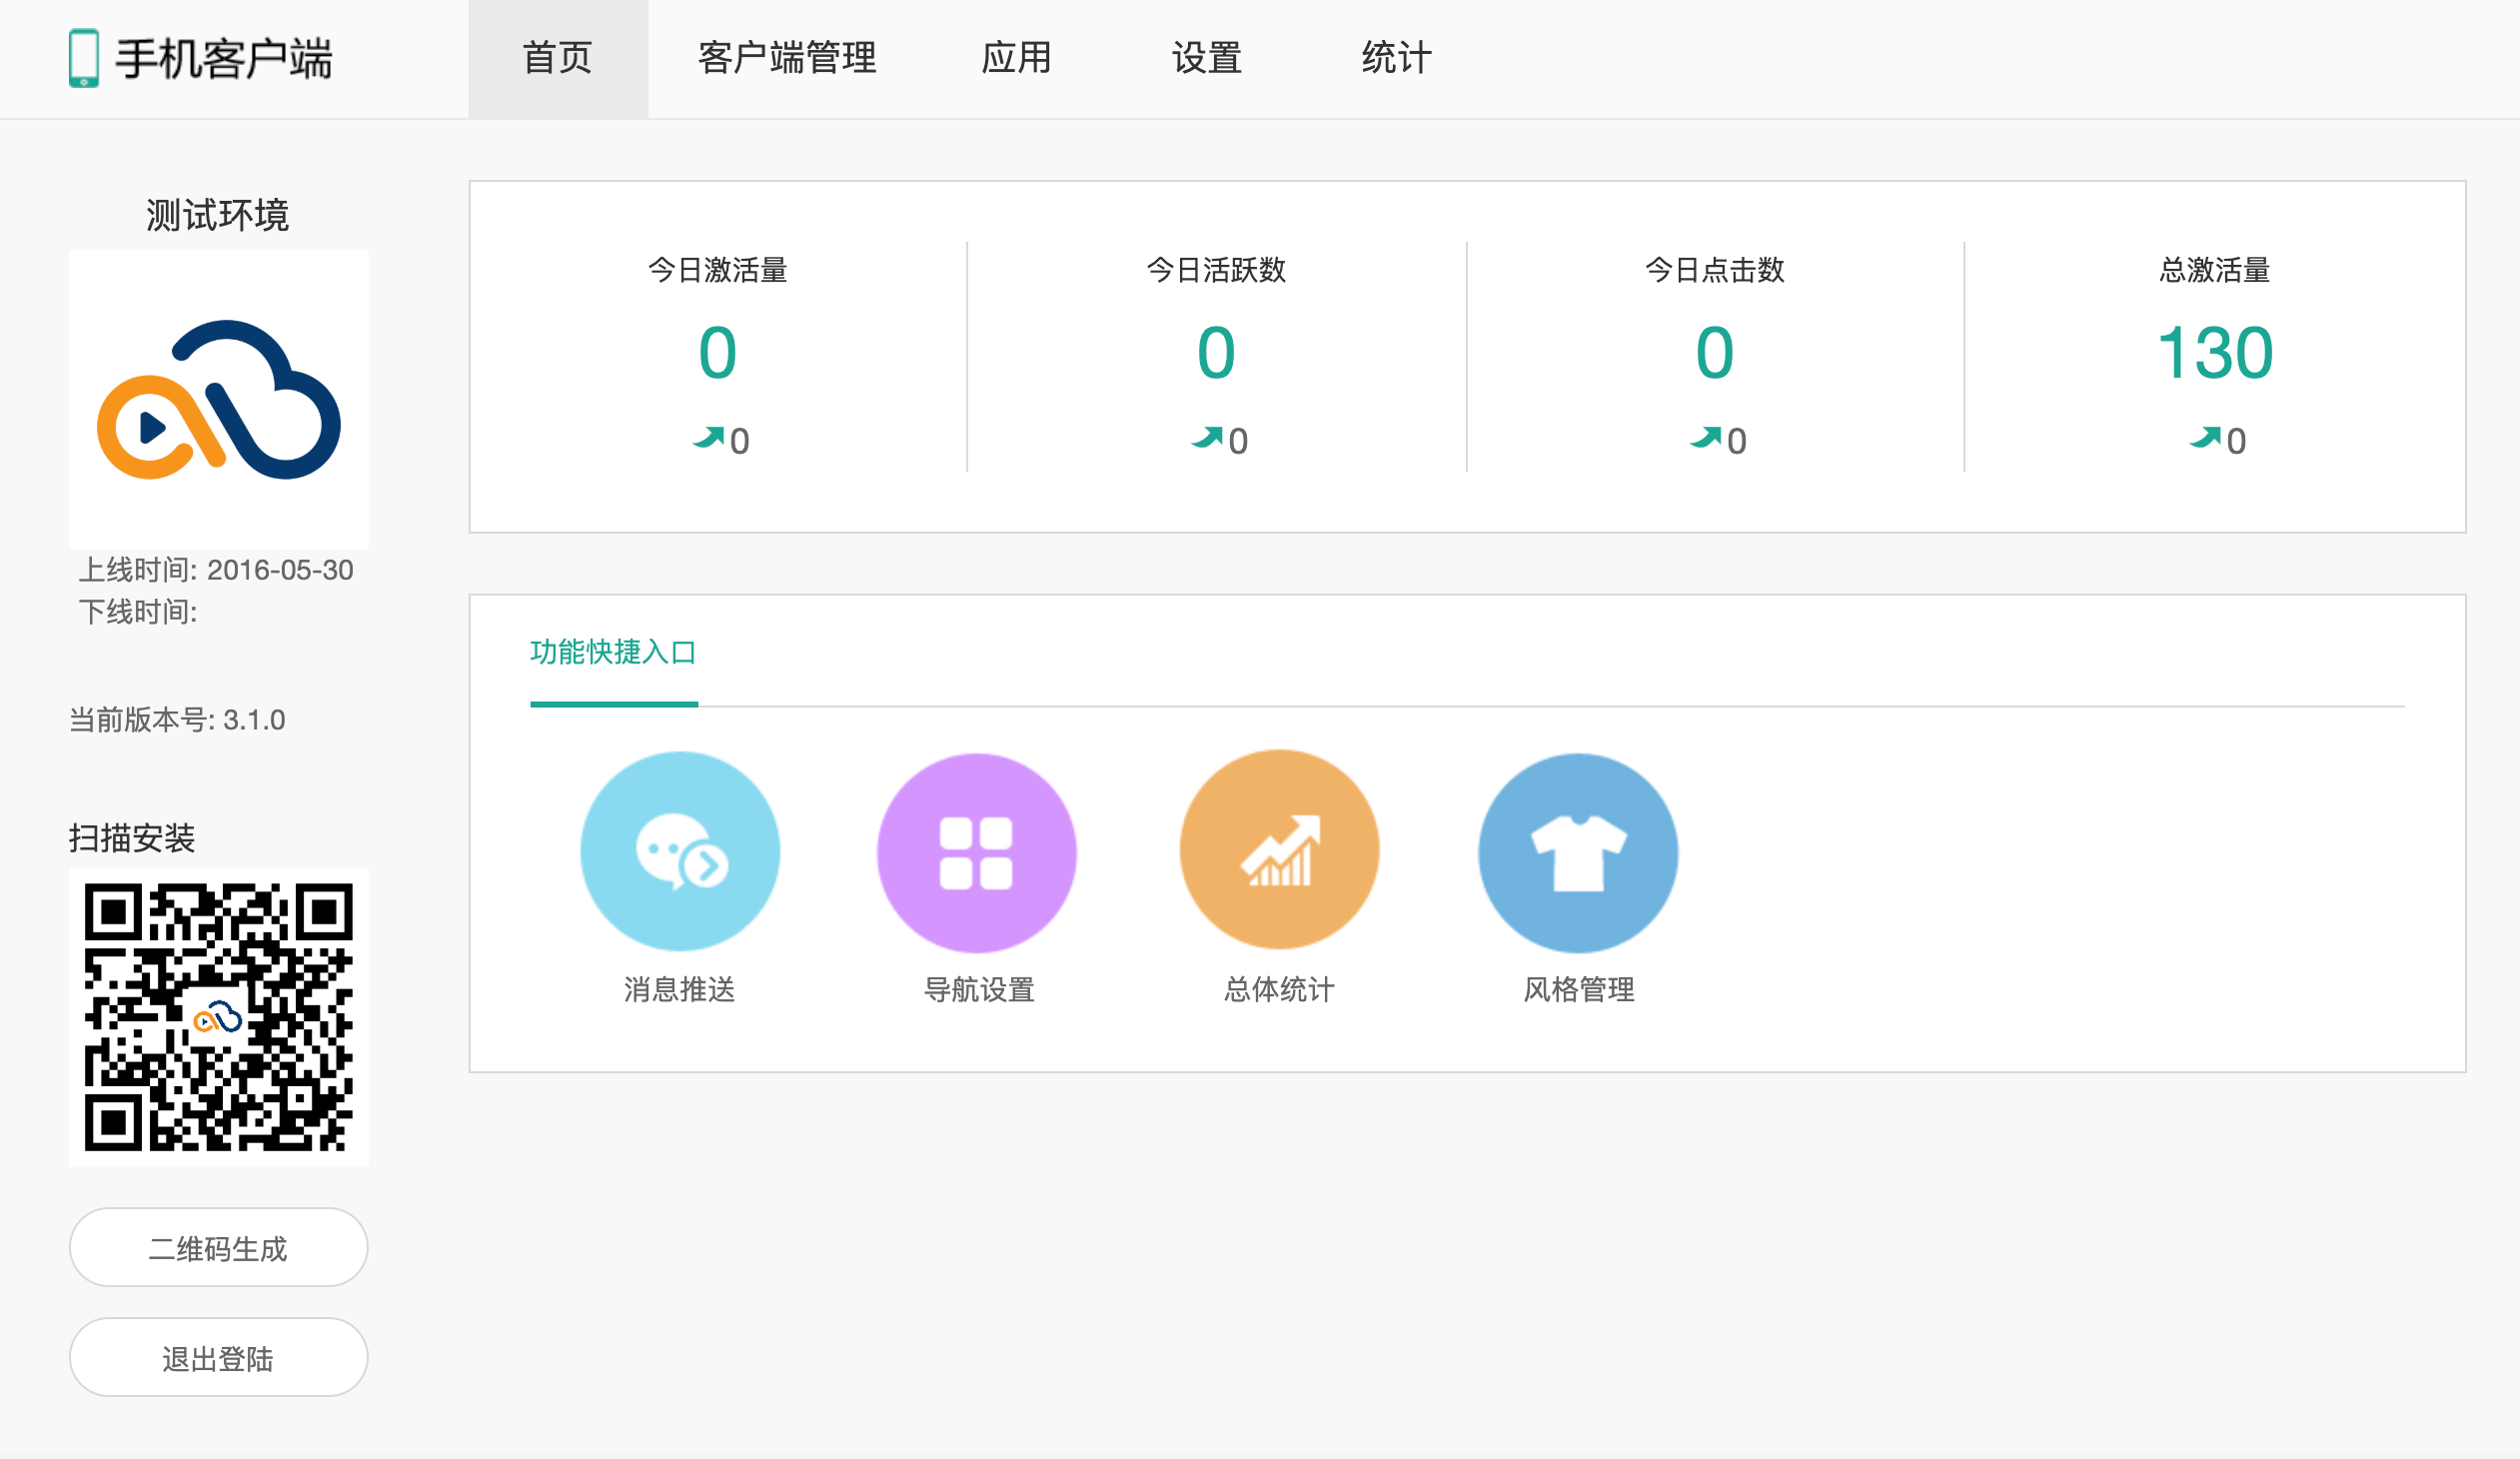 手机客户端
首页 客户端管理 应用 设置 统计
测试环境
上线时间: 2016-05-30
下线时间:
当前版本号: 3.1.0
扫描安装
二维码生成
退出登陆
今日激活量
0
0
今日活跃数
0
0
今日点击数
0
0
总激活量
130
0
功能快捷入口
消息推送
导航设置
总体统计
风格管理